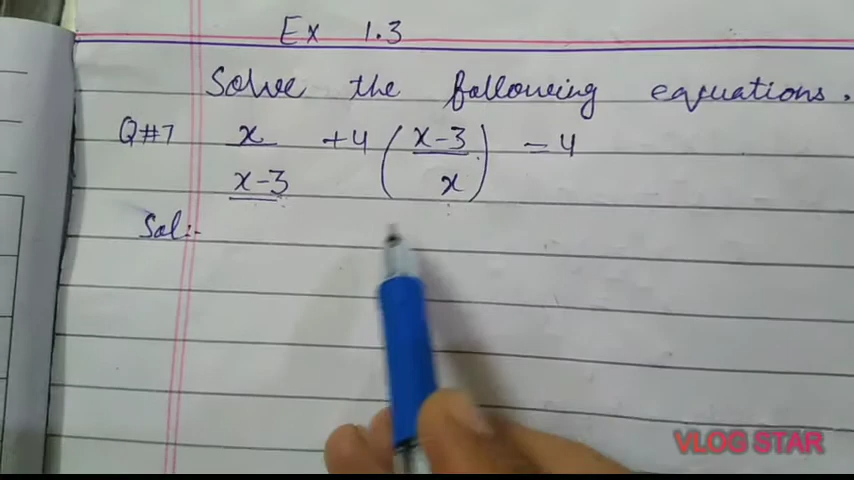 Ex 1.3
Solve the following equations.
Q#7 x/x-3 +4(x-3/x) = 4
Sol:-
VLOG STAR